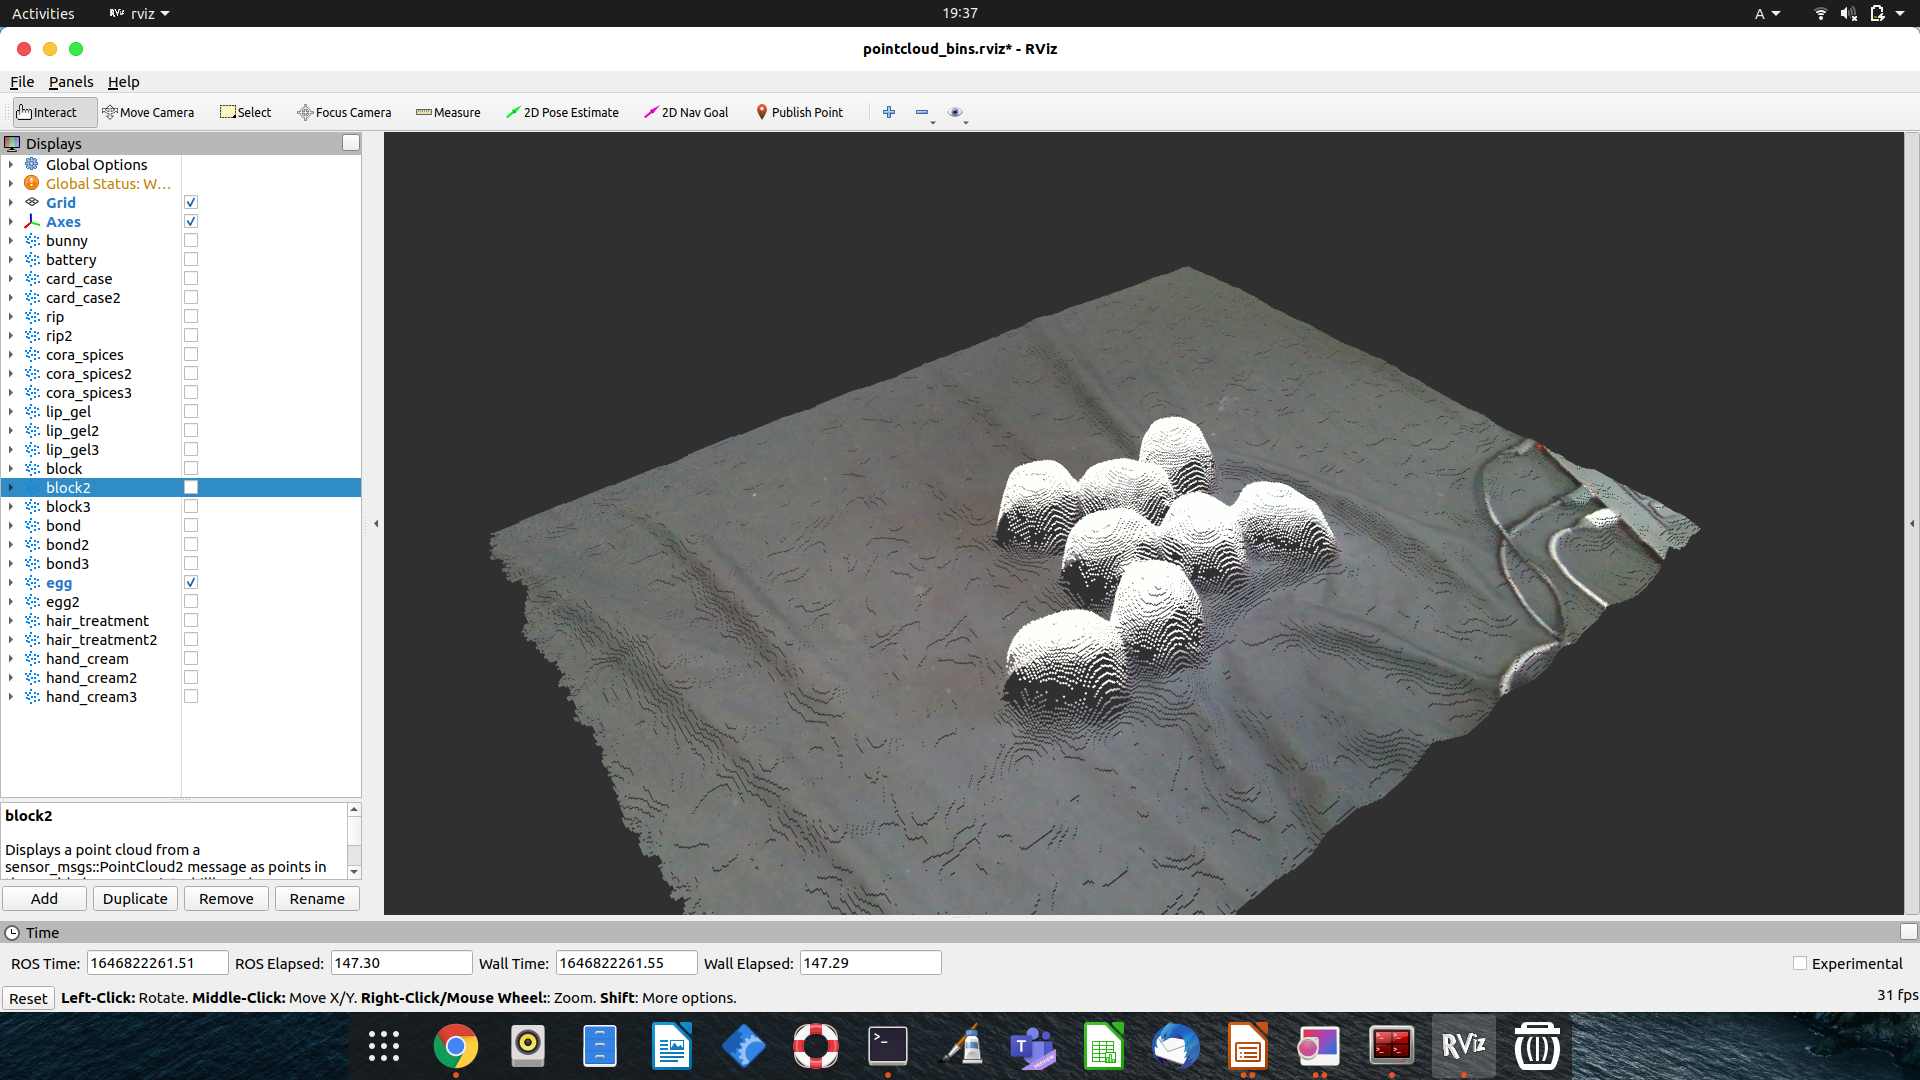 Activities RViz rviz 19:37 A
pointcloud_bins.rviz* - RViz
File Panels Help
Interact Move Camera Select Focus Camera Measure 2D Pose Estimate 2D Nav Goal Publish Point
Displays
Global Options
Global Status: W...
Grid
Axes
bunny
battery
card_case
card_case2
rip
rip2
cora_spices
cora_spices2
cora_spices3
lip_gel
lip_gel2
lip_gel3
block
block2
block3
bond
bond2
bond3
egg
egg2
hair_treatment
hair_treatment2
hand_cream
hand_cream2
hand_cream3
block2
Displays a point cloud from a
sensor_msgs::PointCloud2 message as points in
Add Duplicate Remove Rename
Time
ROS Time: 1646822261.51 ROS Elapsed: 147.30 Wall Time: 1646822261.55 Wall Elapsed: 147.29 Experimental
Reset Left-Click: Rotate. Middle-Click: Move X/Y. Right-Click/Mouse Wheel:: Zoom. Shift: More options. 31 fps
>_ T PREVIEW RViz